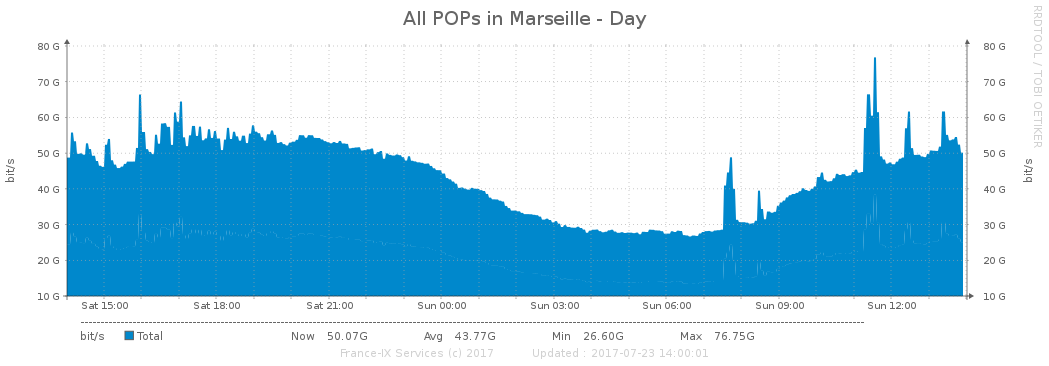 All POPs in Marseille - Day
RRDTOOL / TOBI OETIKER
80 G 80 G
70 G 70 G
60 G 60 G
50 G 50 G
40 G 40 G
30 G 30 G
20 G 20 G
10 G 10 G
bit/s
bit/s
Sat 15:00 Sat 18:00 Sat 21:00 Sun 00:00 Sun 03:00 Sun 06:00 Sun 09:00 Sun 12:00
bit/s Total Now 50.07G Avg 43.77G Min 26.60G Max 76.75G
France-IX Services (c) 2017 Updated : 2017-07-23 14:00:01